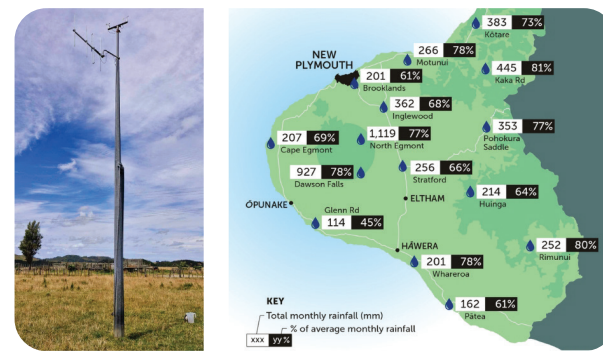 383 73%
Kōtare
266 78%
Motunui
NEW
PLYMOUTH
445 81%
Kaka Rd
201 61%
Brooklands
362 68%
Inglewood
353 77%
Pohokura
Saddle
207 69%
Cape Egmont
1,119 77%
North Egmont
256 66%
Stratford
927 78%
Dawson Falls
214 64%
Huinga
ŌPUNAKE
ELTHAM
Glenn Rd
114 45%
HĀWERA
252 80%
Rimunui
201 78%
Whareroa
162 61%
Pātea
KEY
Total monthly rainfall (mm)
% of average monthly rainfall
xxx yy%